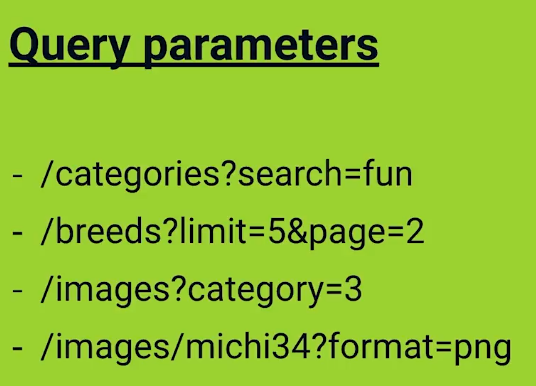 Query parameters
- /categories?search=fun
- /breeds?limit=5&page=2
- /images?category=3
- /images/michi34?format=png